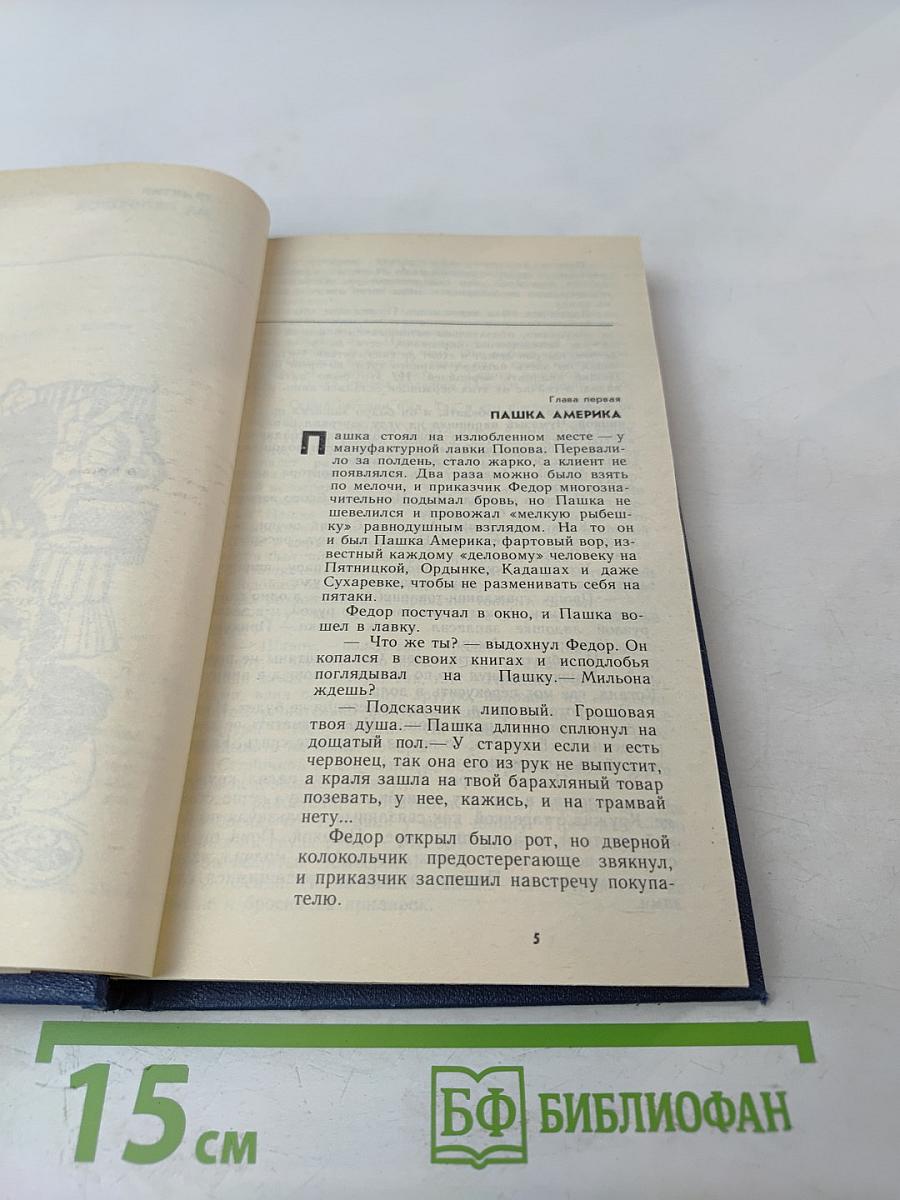 Глава первая
ПАШКА АМЕРИКА
Пашка стоял на излюбленном месте — у
мануфактурной лавки Попова. Перевали-
ло за полдень, стало жарко, а клиент не
появлялся. Два раза можно было взять
по мелочи, и приказчик Федор многозна-
чительно подымал бровь, но Пашка не
шевелился и провожал «мелкую рыбеш-
ку» равнодушным взглядом. На то он
и был Пашка Америка, фартовый вор, из-
вестный каждому «деловому» человеку на
Пятницкой, Ордынке, Кадашах и даже
Сухаревке, чтобы не разменивать себя на
пятаки.
Федор постучал в окно, и Пашка во-
шел в лавку.
— Что же ты? — выдохнул Федор. Он
копался в своих книгах и исподлобья
поглядывал на Пашку.— Мильона
ждешь?
— Подсказчик липовый. Грошовая
твоя душа.— Пашка длинно сплюнул на
дощатый пол.— У старухи если и есть
червонец, так она его из рук не выпустит,
а краля зашла на твой барахляный товар
позевать, у нее, кажись, и на трамвай
нету...
Федор открыл было рот, но дверной
колокольчик предостерегающе звякнул,
и приказчик заспешил навстречу покупа-
телю.
5
15 см
БФ БИБЛИОФАН